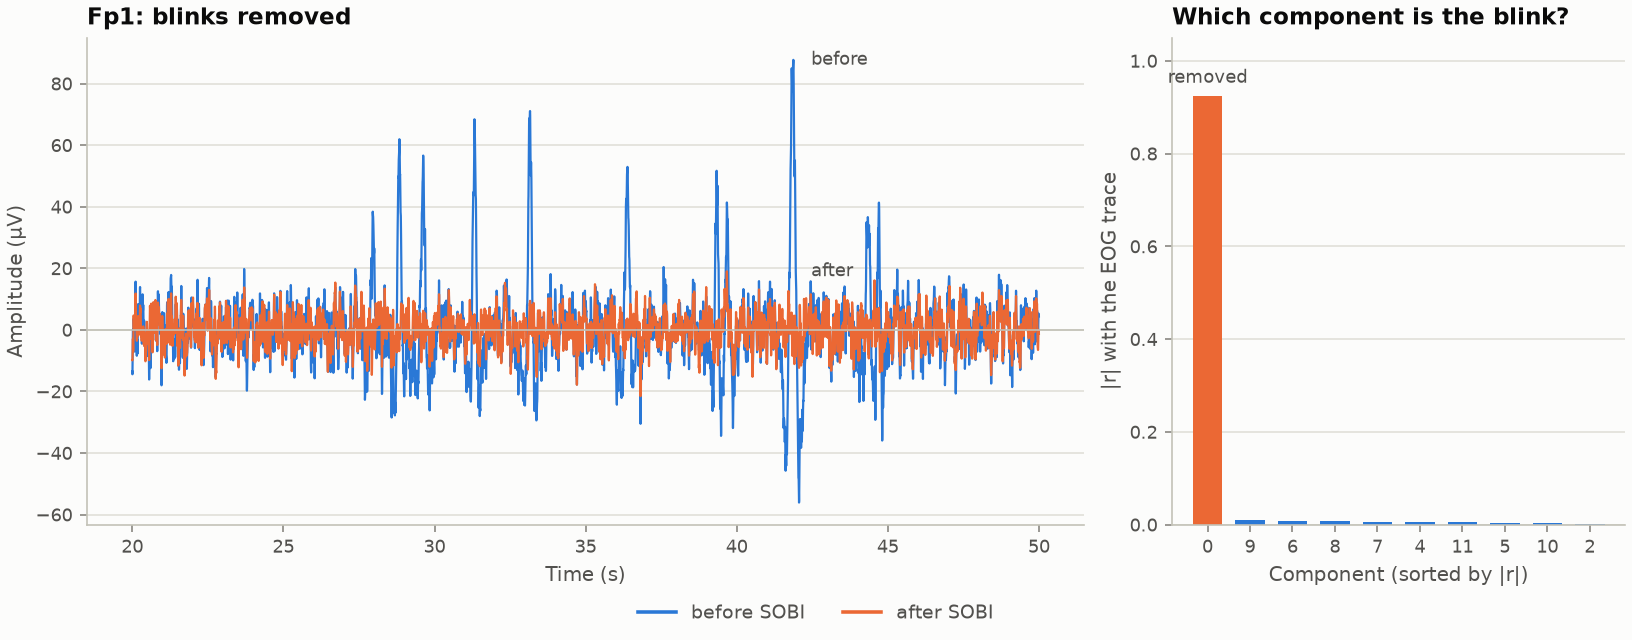 Fp1: blinks removed
before
after
80
60
40
20
0
−20
−40
−60
Amplitude (µV)
20
25
30
35
40
45
50
Time (s)
Which component is the blink?
removed
1.0
0.8
0.6
0.4
0.2
0.0
|r| with the EOG trace
0
9
6
8
7
4
11
5
10
2
Component (sorted by |r|)
before SOBI
after SOBI